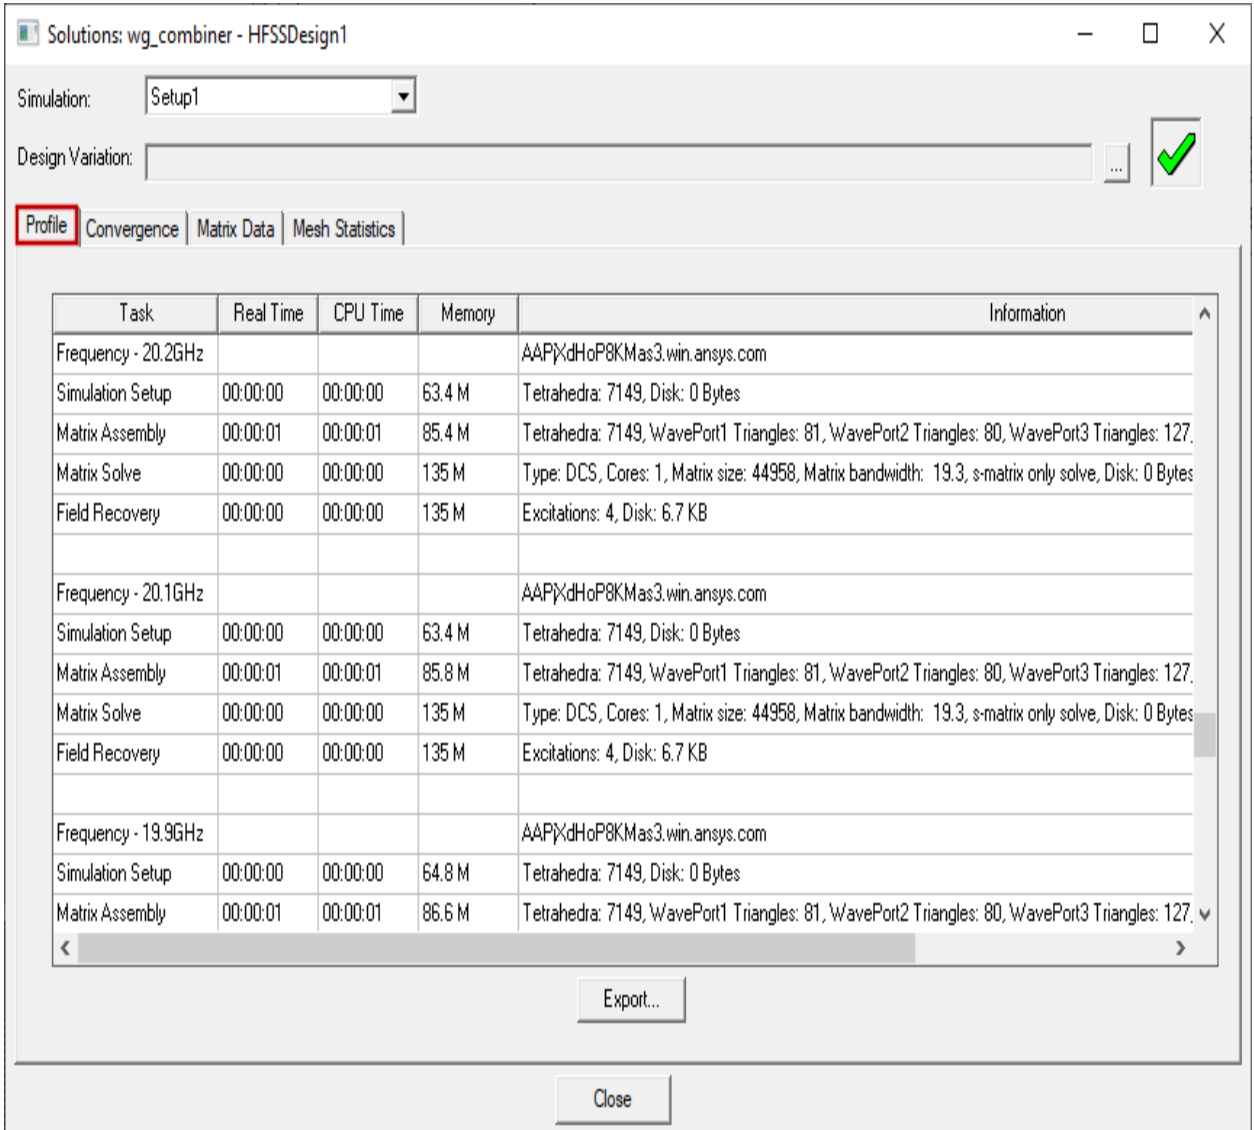 Solutions: wg_combiner - HFSSDesign1
Simulation: Setup1
Design Variation: ...
Profile Convergence Matrix Data Mesh Statistics
Task Real Time CPU Time Memory Information
Frequency - 20.2GHz AAPjXdHoP8KMas3.win.ansys.com
Simulation Setup 00:00:00 00:00:00 63.4 M Tetrahedra: 7149, Disk: 0 Bytes
Matrix Assembly 00:00:01 00:00:01 85.4 M Tetrahedra: 7149, WavePort1 Triangles: 81, WavePort2 Triangles: 80, WavePort3 Triangles: 127,
Matrix Solve 00:00:00 00:00:00 135 M Type: DCS, Cores: 1, Matrix size: 44958, Matrix bandwidth: 19.3, s-matrix only solve, Disk: 0 Bytes
Field Recovery 00:00:00 00:00:00 135 M Excitations: 4, Disk: 6.7 KB
Frequency - 20.1GHz AAPjXdHoP8KMas3.win.ansys.com
Simulation Setup 00:00:00 00:00:00 63.4 M Tetrahedra: 7149, Disk: 0 Bytes
Matrix Assembly 00:00:01 00:00:01 85.8 M Tetrahedra: 7149, WavePort1 Triangles: 81, WavePort2 Triangles: 80, WavePort3 Triangles: 127,
Matrix Solve 00:00:00 00:00:00 135 M Type: DCS, Cores: 1, Matrix size: 44958, Matrix bandwidth: 19.3, s-matrix only solve, Disk: 0 Bytes
Field Recovery 00:00:00 00:00:00 135 M Excitations: 4, Disk: 6.7 KB
Frequency - 19.9GHz AAPjXdHoP8KMas3.win.ansys.com
Simulation Setup 00:00:00 00:00:00 64.8 M Tetrahedra: 7149, Disk: 0 Bytes
Matrix Assembly 00:00:01 00:00:01 86.6 M Tetrahedra: 7149, WavePort1 Triangles: 81, WavePort2 Triangles: 80, WavePort3 Triangles: 127,
Export...
Close